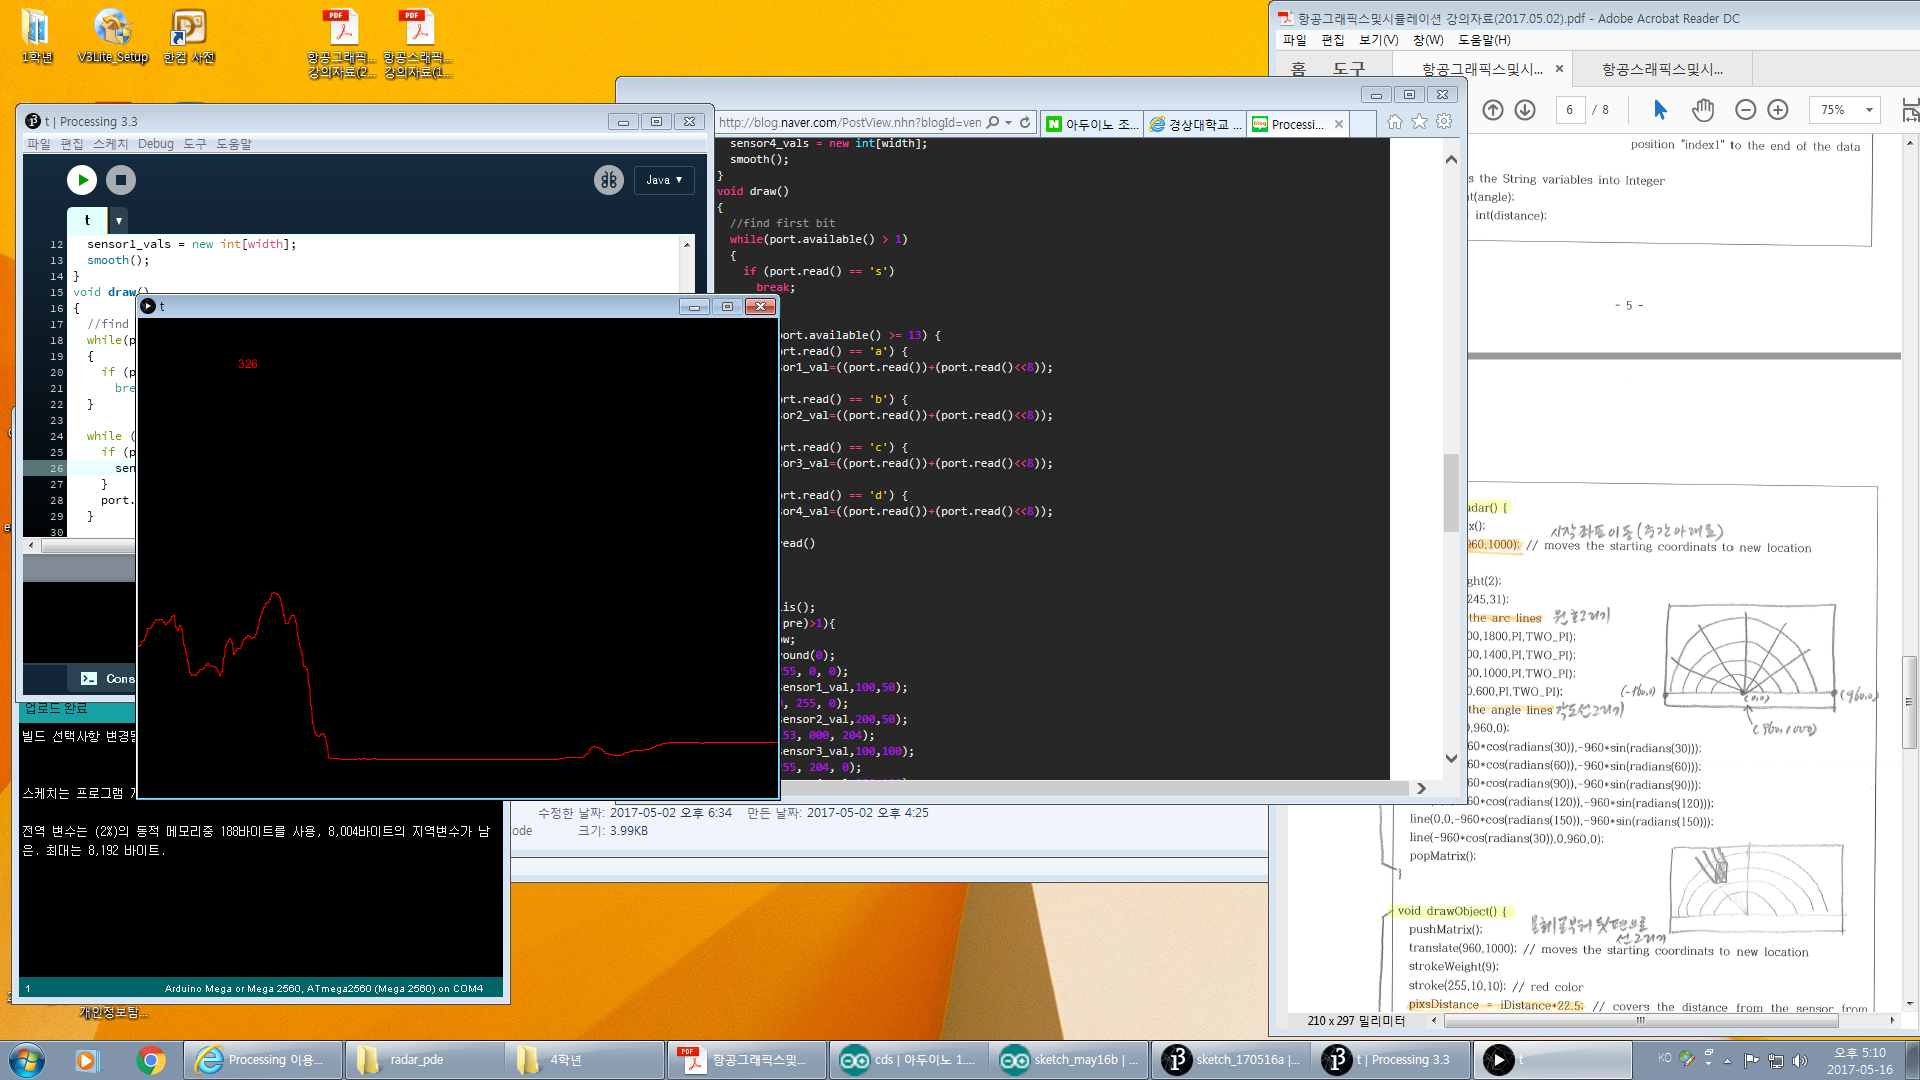 1학년
V3Lite_Setup
한컴 사전
항공그래픽...
강의자료(2...
항공스래픽...
강의자료(1...
t | Processing 3.3
파일 편집 스케치 Debug 도구 도움말
Java ▼
t
12 sensor1_vals = new int[width];
13 smooth();
14 }
15 void draw()
16 {
17 //find
18 while(p
19 {
20 if (p
21 bre
22 }
23
24 while (
25 if (p
26 sen
27 }
28 port.
29 }
30
Cons
t
326
업로드 완료
빌드 선택사항 변경됨
스케치는 프로그램
전역 변수는 (2%)의 동적 메모리중 188바이트를 사용, 8,004바이트의 지역변수가 남
은. 최대는 8,192 바이트.
1
Arduino Mega or Mega 2560, ATmega2560 (Mega 2560) on COM4
개인정보탐...
http://blog.naver.com/PostView.nhn?blogId=ven
아두이노 조...
경상대학교 ...
Processi...
sensor4_vals = new int[width];
smooth();
}
void draw()
{
//find first bit
while(port.available() > 1)
{
if (port.read() == 's')
break;
ort.available() >= 13) {
rt.read() == 'a') {
sor1_val=((port.read())+(port.read()<<8));
rt.read() == 'b') {
sor2_val=((port.read())+(port.read()<<8));
rt.read() == 'c') {
sor3_val=((port.read())+(port.read()<<8));
rt.read() == 'd') {
sor4_val=((port.read())+(port.read()<<8));
read()
lis();
pre)>1){
ow;
round(0);
255, 0, 0);
sensor1_val,100,50);
, 255, 0);
sensor2_val,200,50);
153, 000, 204);
sensor3_val,100,100);
255, 204, 0);
수정한 날짜: 2017-05-02 오후 6:34 만든 날짜: 2017-05-02 오후 4:25
ode 크기: 3.99KB
항공그래픽스및시뮬레이션 강의자료(2017.05.02).pdf - Adobe Acrobat Reader DC
파일 편집 보기(V) 창(W) 도움말(H)
홈 도구 항공그래픽스및시... 항공스래픽스및시...
6 / 8 75%
position "index1" to the end of the data
s the String variables into Integer
t(angle);
int(distance);
- 5 -
adar() {
x();
960,1000); // moves the starting coordinats to new location
시작 좌표 이동 (중간 아래로)
ght(2);
245,31);
the arc lines 원 호 그리기
00,1800,PI,TWO_PI);
00,1400,PI,TWO_PI);
00,1000,PI,TWO_PI);
0,600,PI,TWO_PI);
(-960,0) (0,0) (960,0)
the angle lines 각도선 그리기
(960,1000)
0,960,0);
60*cos(radians(30)),-960*sin(radians(30)));
60*cos(radians(60)),-960*sin(radians(60)));
60*cos(radians(90)),-960*sin(radians(90)));
60*cos(radians(120)),-960*sin(radians(120)));
line(0,0,-960*cos(radians(150)),-960*sin(radians(150)));
line(-960*cos(radians(30)),0,960,0);
popMatrix();
}
void drawObject() {
물체로부터 뒷면으로
선 그리기
pushMatrix();
translate(960,1000); // moves the starting coordinats to new location
strokeWeight(9);
stroke(255,10,10); // red color
pixsDistance = iDistance*22.5; // covers the distance from the sensor from
210 x 297 밀리미터
Processing 이용...
radar_pde
4학년
항공그래픽스및...
cds | 아두이노 1....
sketch_may16b | ...
sketch_170516a |...
t | Processing 3.3
t
KO
오후 5:10
2017-05-16